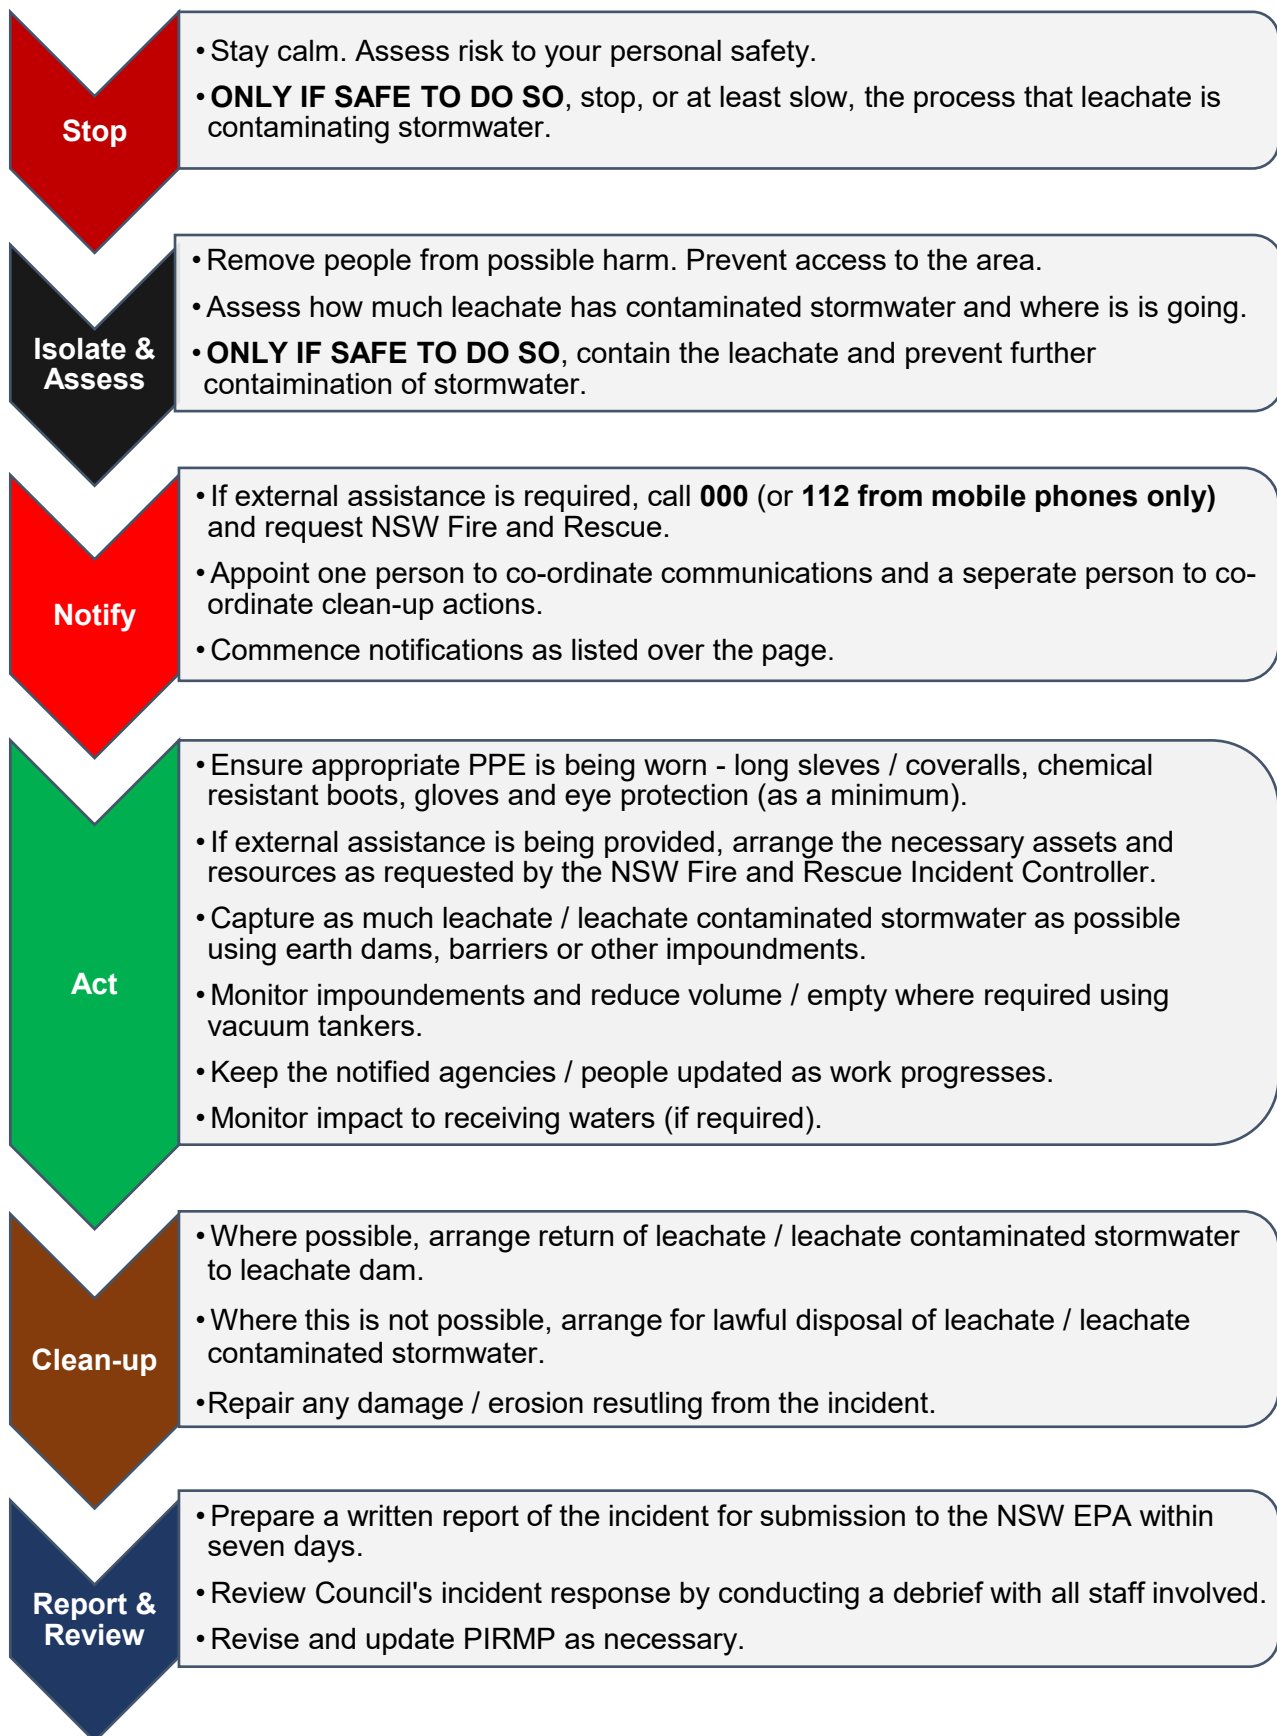 Stop
• Stay calm. Assess risk to your personal safety.
• ONLY IF SAFE TO DO SO, stop, or at least slow, the process that leachate is
contaminating stormwater.
Isolate &
Assess
• Remove people from possible harm. Prevent access to the area.
• Assess how much leachate has contaminated stormwater and where is is going.
• ONLY IF SAFE TO DO SO, contain the leachate and prevent further
contaimination of stormwater.
Notify
• If external assistance is required, call 000 (or 112 from mobile phones only)
and request NSW Fire and Rescue.
• Appoint one person to co-ordinate communications and a seperate person to co-
ordinate clean-up actions.
• Commence notifications as listed over the page.
Act
• Ensure appropriate PPE is being worn - long sleves / coveralls, chemical
resistant boots, gloves and eye protection (as a minimum).
• If external assistance is being provided, arrange the necessary assets and
resources as requested by the NSW Fire and Rescue Incident Controller.
• Capture as much leachate / leachate contaminated stormwater as possible
using earth dams, barriers or other impoundments.
• Monitor impoundements and reduce volume / empty where required using
vacuum tankers.
• Keep the notified agencies / people updated as work progresses.
• Monitor impact to receiving waters (if required).
Clean-up
• Where possible, arrange return of leachate / leachate contaminated stormwater
to leachate dam.
• Where this is not possible, arrange for lawful disposal of leachate / leachate
contaminated stormwater.
• Repair any damage / erosion resutling from the incident.
Report &
Review
• Prepare a written report of the incident for submission to the NSW EPA within
seven days.
• Review Council's incident response by conducting a debrief with all staff involved.
• Revise and update PIRMP as necessary.